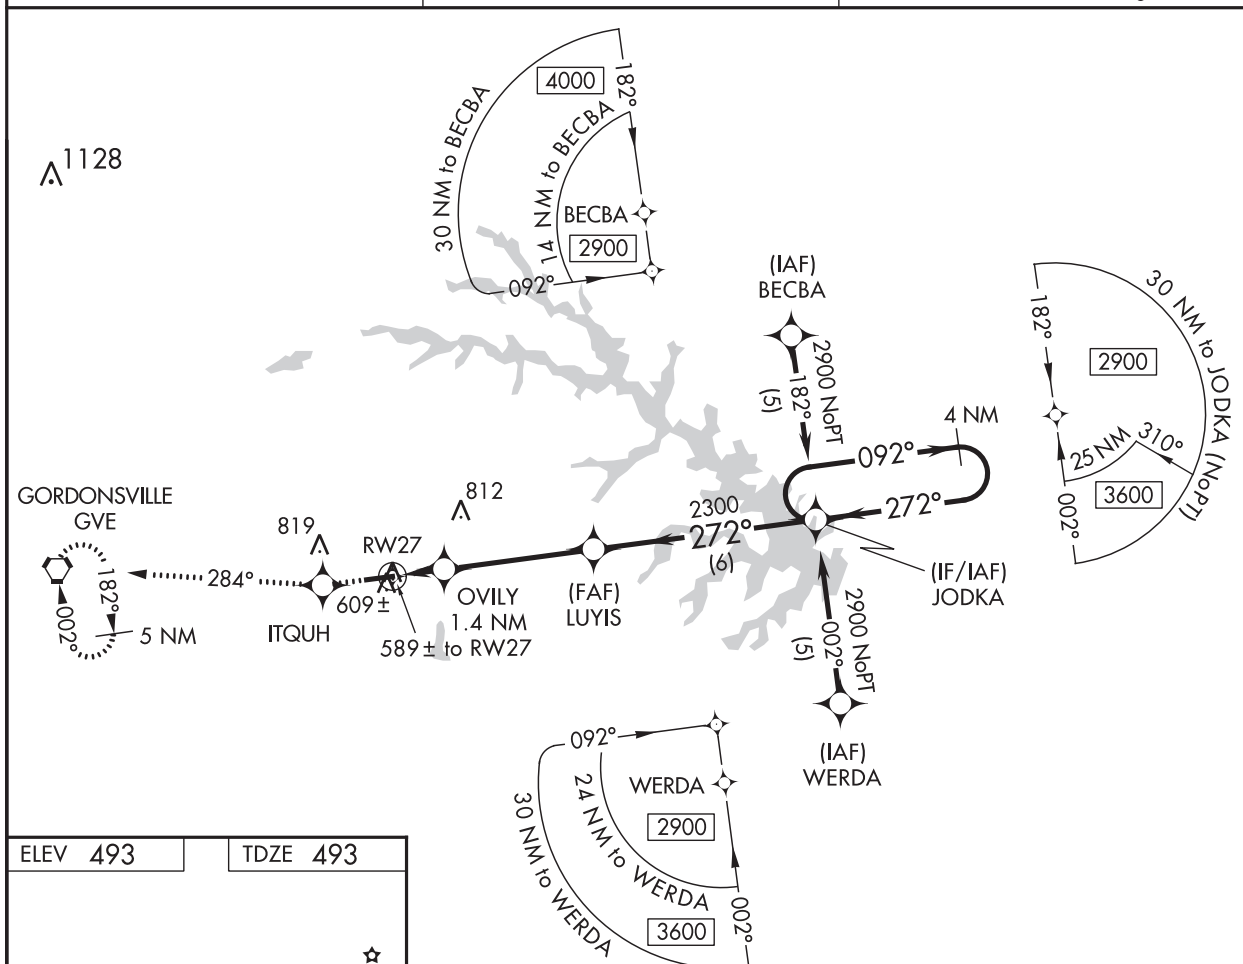 4000
182°
30 NM to BECBA
14 NM to BECBA
1128
BECBA
2900
092°
(IAF)
BECBA
2900 NoPT
182°
(5)
30 NM to JODKA (NoPT)
182°
2900
4 NM
092°
25 NM
310°
3600
002°
GORDONSVILLE
GVE
812
819
2300
272°
272°
(6)
RW27
284°
182°
002°
5 NM
609±
ITQUH
OVILY
1.4 NM
589± to RW27
(FAF)
LUYIS
(IF/IAF)
JODKA
2900 NoPT
002°
(5)
(IAF)
WERDA
092°
WERDA
2900
24 NM to WERDA
30 NM to WERDA
002°
3600
ELEV 493
TDZE 493